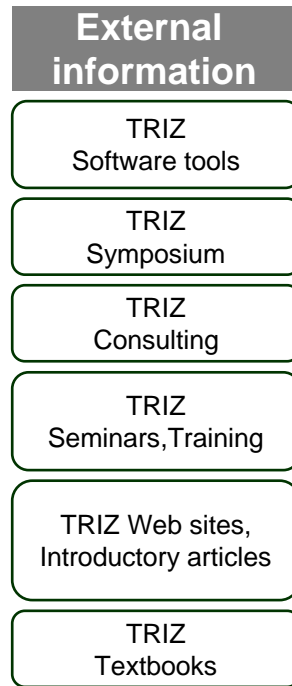 External
information
TRIZ
Software tools
TRIZ
Symposium
TRIZ
Consulting
TRIZ
Seminars,Training
TRIZ Web sites,
Introductory articles
TRIZ
Textbooks